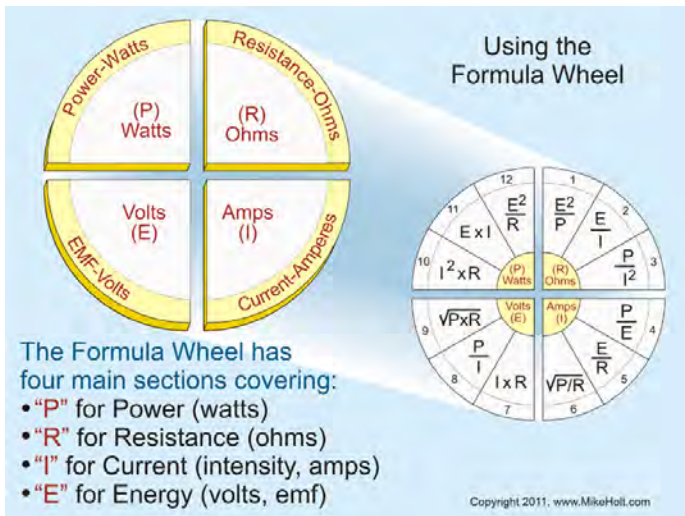 Using the
Formula Wheel
Power-Watts
Resistance-Ohms
(P)
Watts
(R)
Ohms
Volts
(E)
Amps
(I)
EMF-Volts
Current-Amperes
12
1
11
2
10
3
9
4
8
5
7
6
E²/R
E²/P
E x I
E/I
I² x R
P/I²
(P)
Watts
(R)
Ohms
Volts
(E)
Amps
(I)
√PxR
P/E
P/I
E/R
I x R
√P/R
The Formula Wheel has
four main sections covering:
• "P" for Power (watts)
• "R" for Resistance (ohms)
• "I" for Current (intensity, amps)
• "E" for Energy (volts, emf)
Copyright 2011, www.MikeHolt.com